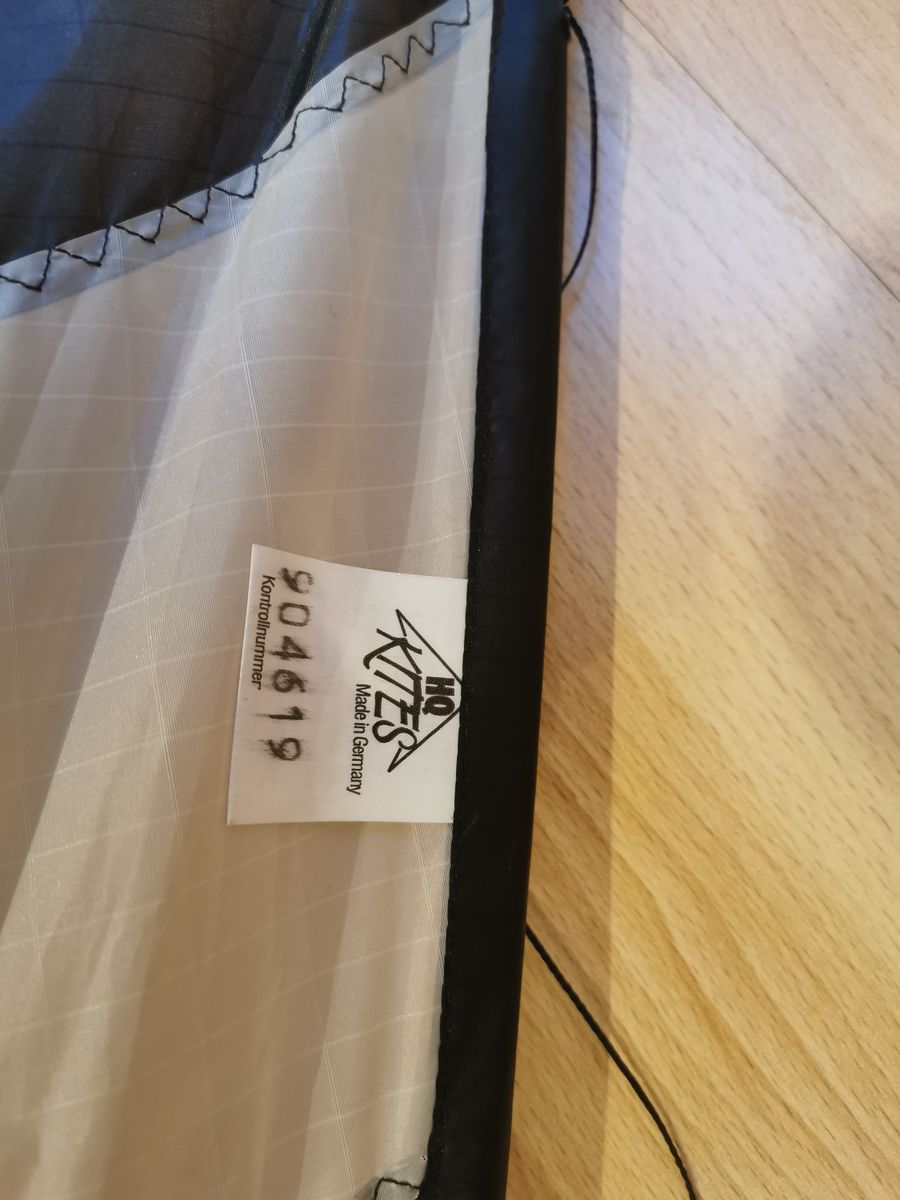 HQ
KITES
Made in Germany
904619
Kontrollnummer